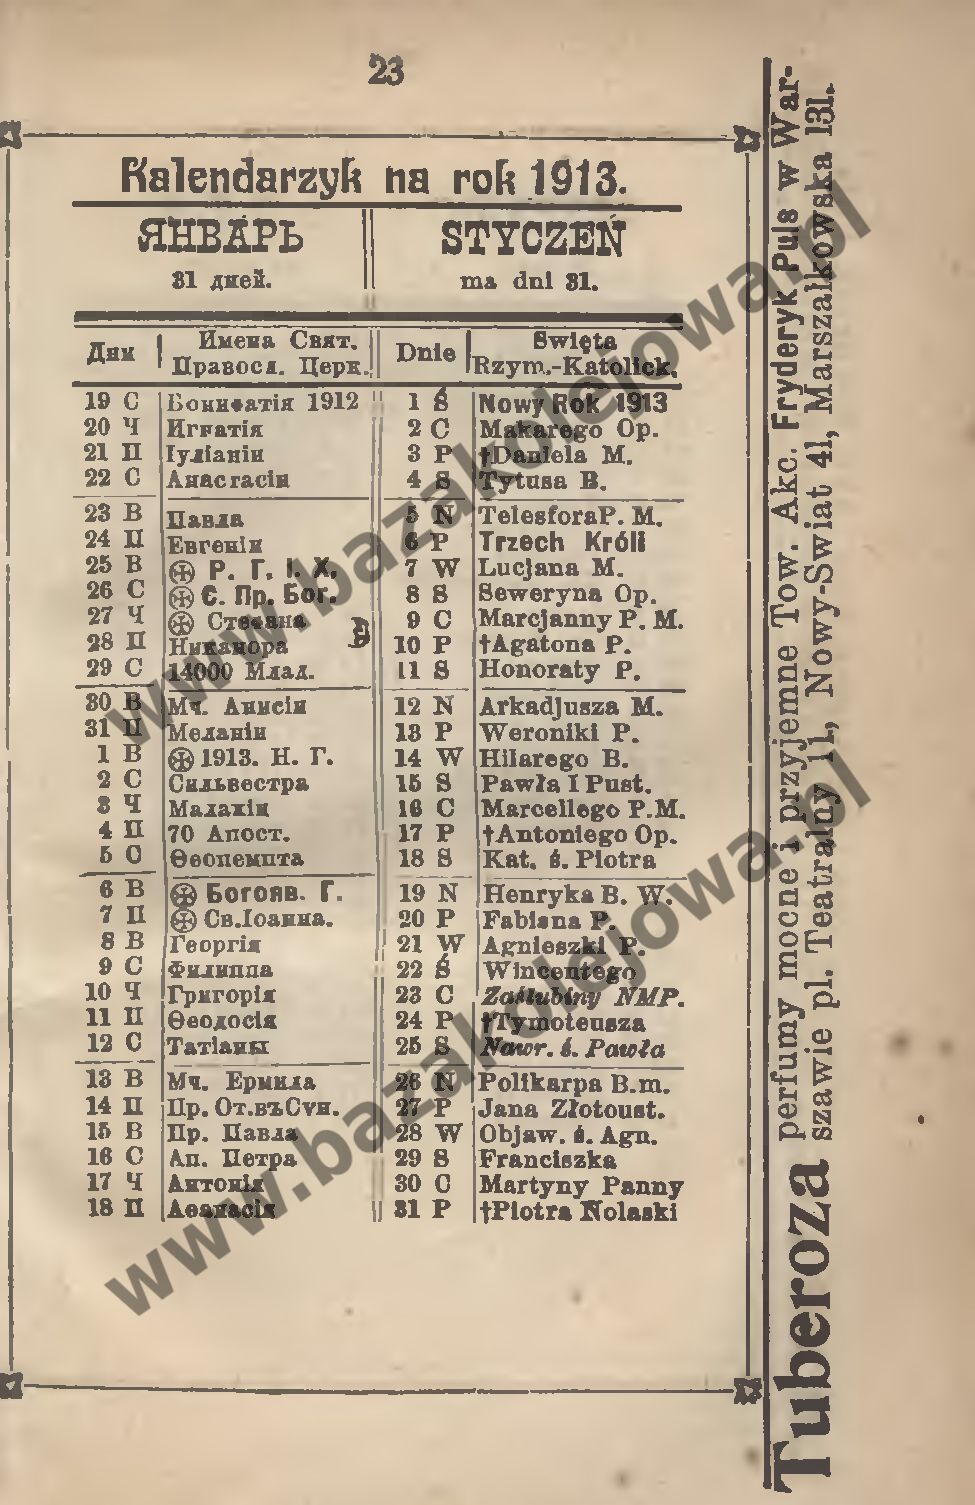 23
Kalendarzyk na rok 1913.
ЯНВАРЬ STYCZEŃ
31 дней. ma dni 31.
Дни Имена Свят. Правосл. Церк. Dnie Święta Rzym.-Katolick.
19 С Бонифатія 1912 1 Ś Nowy Rok 1913
20 Ч Игнатія 2 C Makarego Op.
21 П Іуліаніи 3 P †Daniela M.
22 С Анастасіи 4 S Tytusa B.
23 В Павла 5 N Telesfora P. M.
24 П Евгеніи 6 P Trzech Króli
25 В Р. Г. І. Х. 7 W Lucjana M.
26 С С. Пр. Бог. 8 S Seweryna Op.
27 Ч Стефана 9 C Marcjanny P. M.
28 П Никанора 10 P †Agatona P.
29 С 14000 Млад. 11 S Honoraty P.
30 В Мч. Анисіи 12 N Arkadjusza M.
31 П Меланіи 13 P Weroniki P.
1 В 1913. Н. Г. 14 W Hilarego B.
2 С Сильвестра 15 S Pawła I Pust.
3 Ч Малахіи 16 C Marcellego P.M.
4 П 70 Апост. 17 P †Antoniego Op.
5 С Ѳеопемпта 18 S Kat. ś. Piotra
6 В Богояв. Г. 19 N Henryka B. W.
7 П Св.Іоанна. 20 P Fabiana P.
8 В Георгія 21 W Agnieszki P.
9 С Филиппа 22 Ś Wincentego
10 Ч Григорія 23 C Zaślubiny NMP.
11 П Ѳеодосія 24 P †Tymoteusza
12 С Татіаны 25 S Nawr. ś. Pawła
13 В Мч. Ермила 26 N Polikarpa B.m.
14 П Пр. От.въСѵн. 27 P Jana Złotoust.
15 В Пр. Павла 28 W Objaw. ś. Agn.
16 С Ап. Петра 29 S Franciszka
17 Ч Антонія 30 C Martyny Panny
18 П Аѳанасія 31 P †Piotra Nolaski
Tuberoza perfumy mocne i przyjemne Tow. Akc. Fryderyk Puls w War-
szawie pl. Teatralny 11, Nowy-Świat 41, Marszałkowska 131.
www.bazakolejowa.pl
www.bazakolejowa.pl